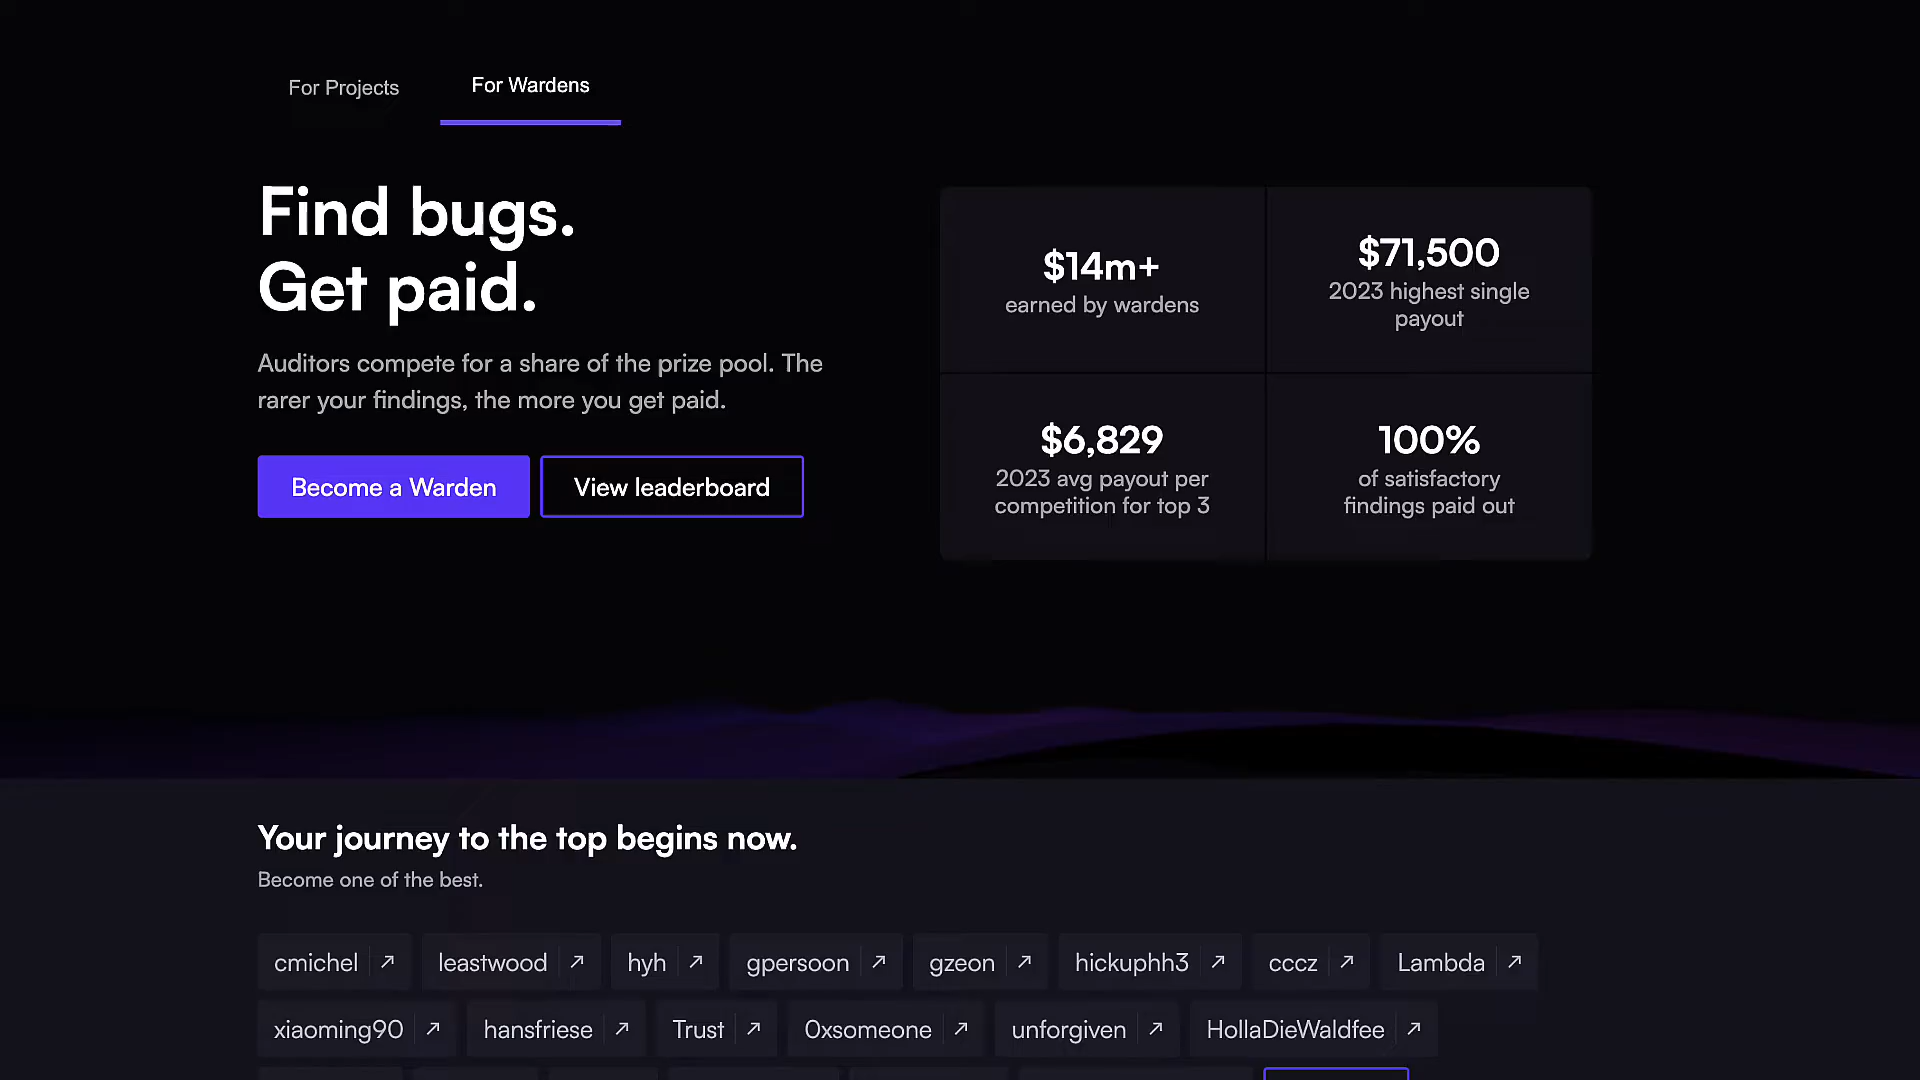 For Projects
For Wardens
Find bugs.
Get paid.
Auditors compete for a share of the prize pool. The
rarer your findings, the more you get paid.
Become a Warden
View leaderboard
$14m+
earned by wardens
$71,500
2023 highest single
payout
$6,829
2023 avg payout per
competition for top 3
100%
of satisfactory
findings paid out
Your journey to the top begins now.
Become one of the best.
cmichel
leastwood
hyh
gpersoon
gzeon
hickuphh3
cccz
Lambda
xiaoming90
hansfriese
Trust
0xsomeone
unforgiven
HollaDieWaldfee